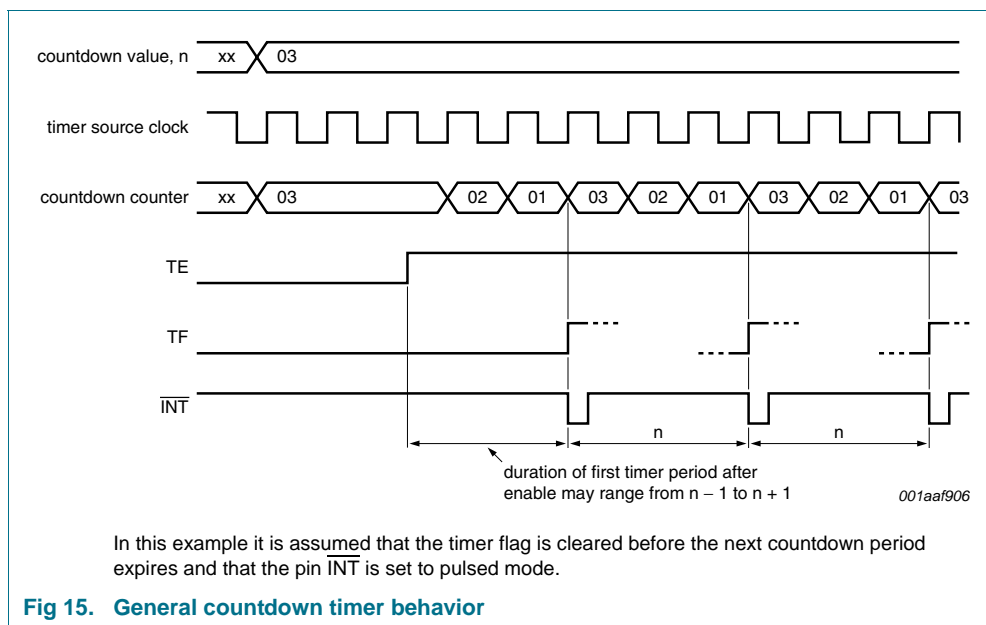 countdown value, n xx 03
timer source clock
countdown counter xx 03 02 01 03 02 01 03 02 01 03
TE
TF
INT
n n
duration of first timer period after
enable may range from n − 1 to n + 1
001aaf906
In this example it is assumed that the timer flag is cleared before the next countdown period
expires and that the pin INT is set to pulsed mode.
Fig 15. General countdown timer behavior